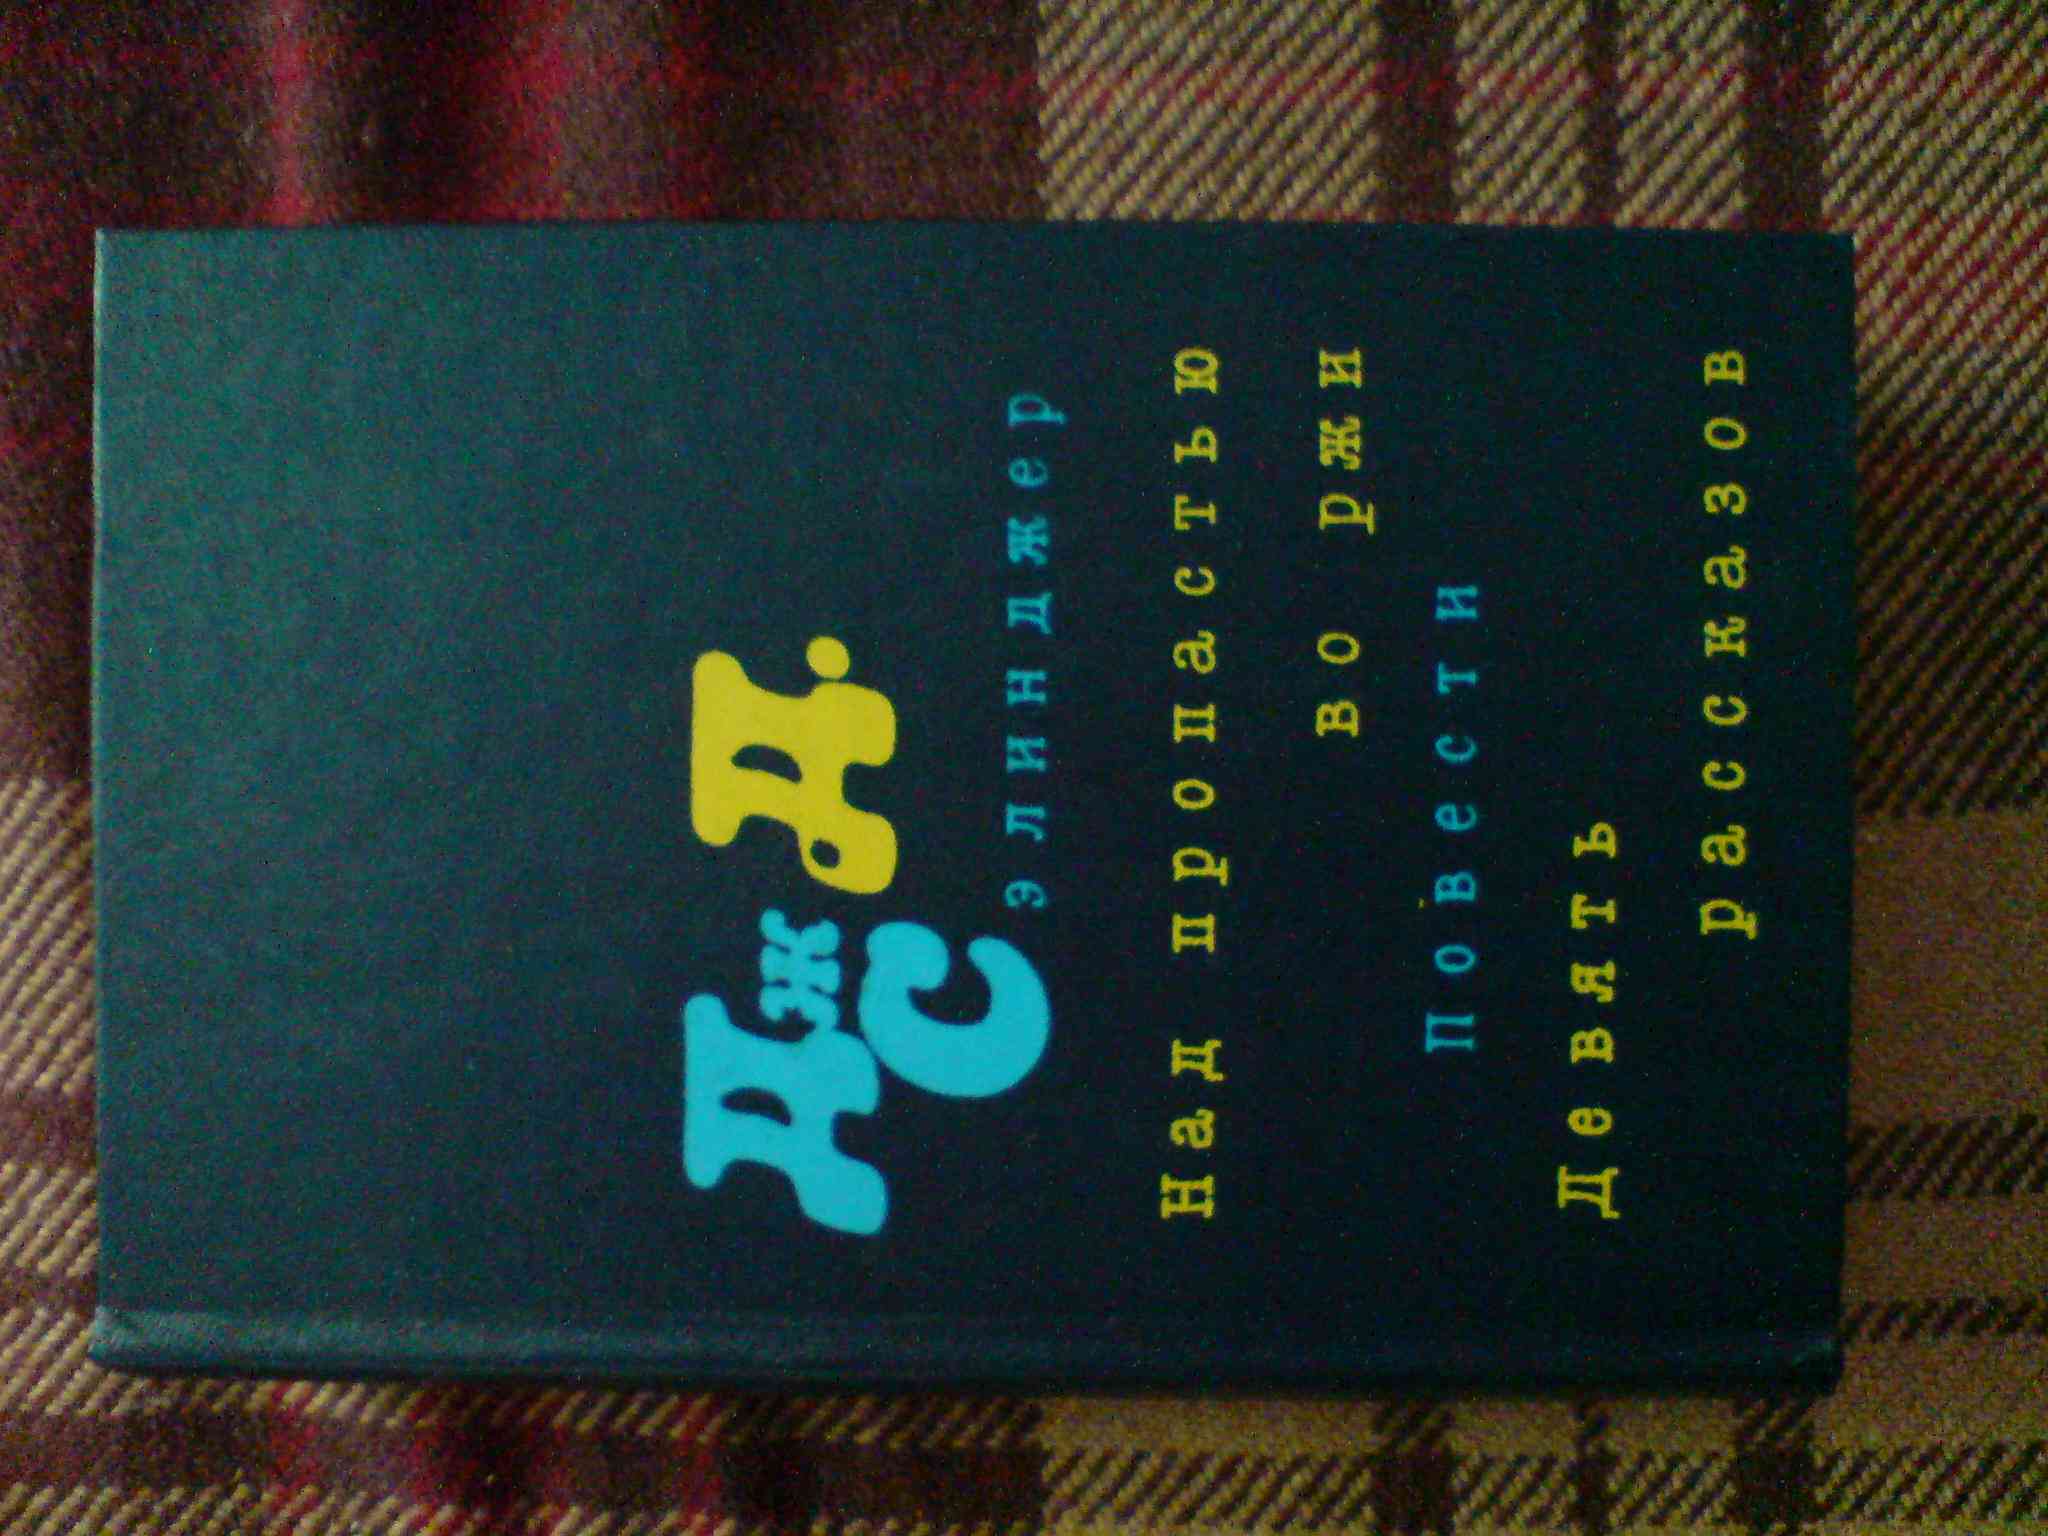 Дж Д.
Сэлинджер
Над пропастью
во ржи
Повести
Девять
рассказов